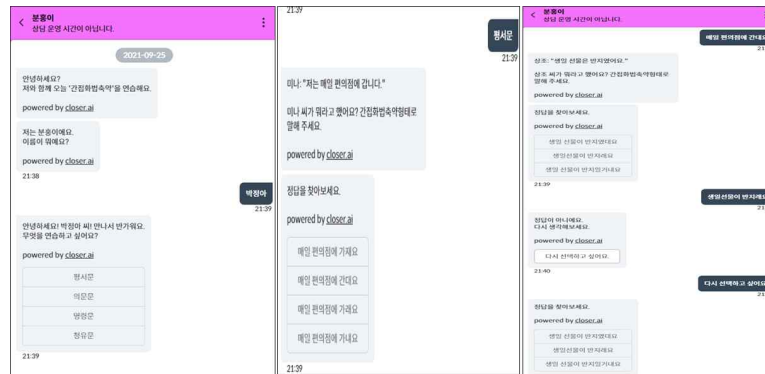 분홍이
상담 운영 시간이 아닙니다.
2021-09-25
안녕하세요?
저와 함께 오늘 '간접화법축약'을 연습해요.
powered by closer.ai
저는 분홍이에요.
이름이 뭐예요?
powered by closer.ai
21:38
박정아
21:39
안녕하세요! 박정아 씨! 만나서 반가워요.
무엇을 연습하고 싶어요?
powered by closer.ai
평서문
의문문
명령문
청유문
21:39
21:39
평서문
21:39
미나: "저는 매일 편의점에 갑니다."
미나 씨가 뭐라고 했어요? 간접화법축약형태로
말해 주세요.
powered by closer.ai
정답을 찾아보세요.
powered by closer.ai
매일 편의점에 가재요
매일 편의점에 간대요
매일 편의점에 가래요
매일 편의점에 가내요
21:39
분홍이
상담 운영 시간이 아닙니다.
매일 편의점에 간대요
21
상조: "생일 선물은 반지였어요."
상조 씨가 뭐라고 했어요? 간접화법축약형태로
말해 주세요.
powered by closer.ai
정답을 찾아보세요.
powered by closer.ai
생일 선물이 반지였대요
생일선물이 반지래요
생일 선물이 반지일거내요
21:39
생일선물이 반지래요
21
정답이 아니에요.
다시 생각해보세요.
powered by closer.ai
다시 선택하고 싶어요.
21:40
다시 선택하고 싶어요
21
정답을 찾아보세요.
powered by closer.ai
생일 선물이 반지였대요
생일선물이 반지래요
생일 선물이 반지일거내요